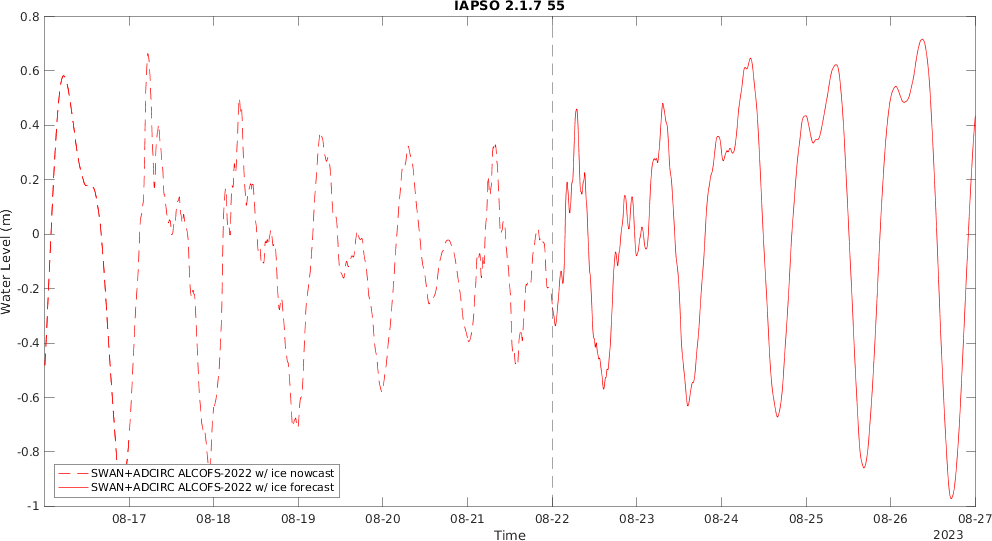 IAPSO 2.1.7 55
Water Level (m)
0.8
0.6
0.4
0.2
0
-0.2
-0.4
-0.6
-0.8
-1
SWAN+ADCIRC ALCOFS-2022 w/ ice nowcast
SWAN+ADCIRC ALCOFS-2022 w/ ice forecast
08-17 08-18 08-19 08-20 08-21 08-22 08-23 08-24 08-25 08-26 08-27
Time
2023